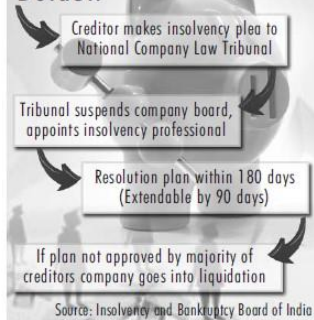 Creditor makes insolvency plea to
National Company Law Tribunal
Tribunal suspends company board,
appoints insolvency professional
Resolution plan within 180 days
(Extendable by 90 days)
If plan not approved by majority of
creditors company goes into liquidation
Source: Insolvency and Bankruptcy Board of India